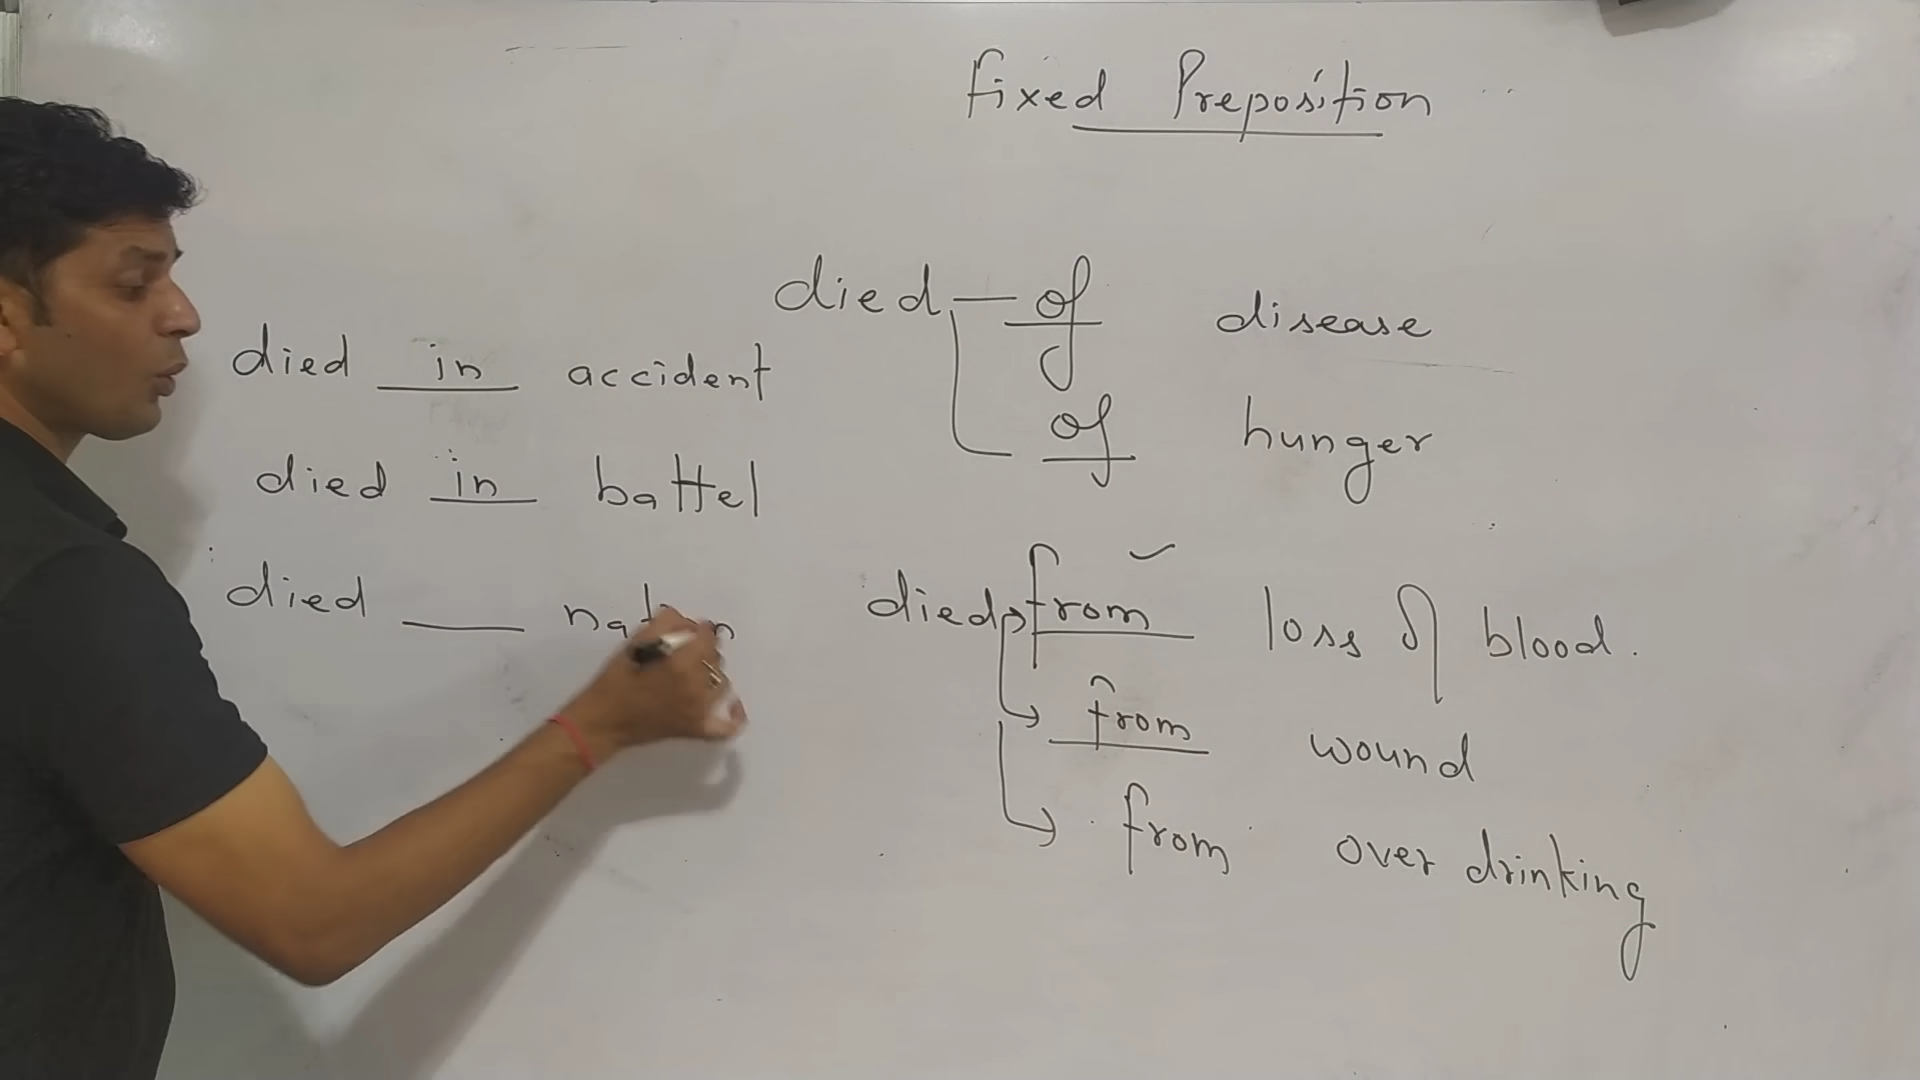 fixed Preposition
died in accident
died in battel
died ___
died of disease
of hunger
died from loss of blood.
from wound
from over drinking